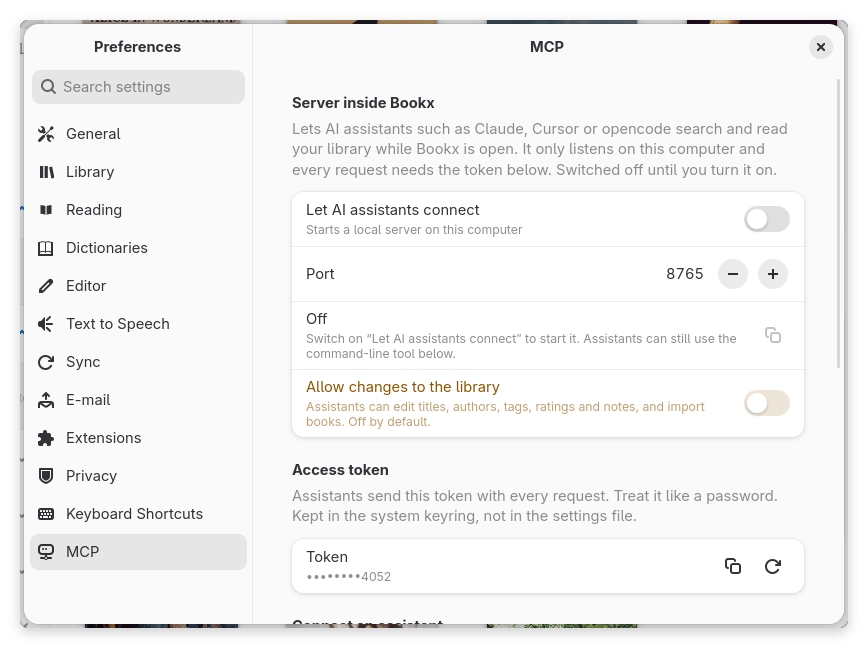 Preferences
MCP
Search settings
General
Library
Reading
Dictionaries
Editor
Text to Speech
Sync
E-mail
Extensions
Privacy
Keyboard Shortcuts
MCP
Server inside Bookx
Lets AI assistants such as Claude, Cursor or opencode search and read
your library while Bookx is open. It only listens on this computer and
every request needs the token below. Switched off until you turn it on.
Let AI assistants connect
Starts a local server on this computer
Port
8765
Off
Switch on “Let AI assistants connect” to start it. Assistants can still use the
command-line tool below.
Allow changes to the library
Assistants can edit titles, authors, tags, ratings and notes, and import
books. Off by default.
Access token
Assistants send this token with every request. Treat it like a password.
Kept in the system keyring, not in the settings file.
Token
••••••••4052
Connect an assistant